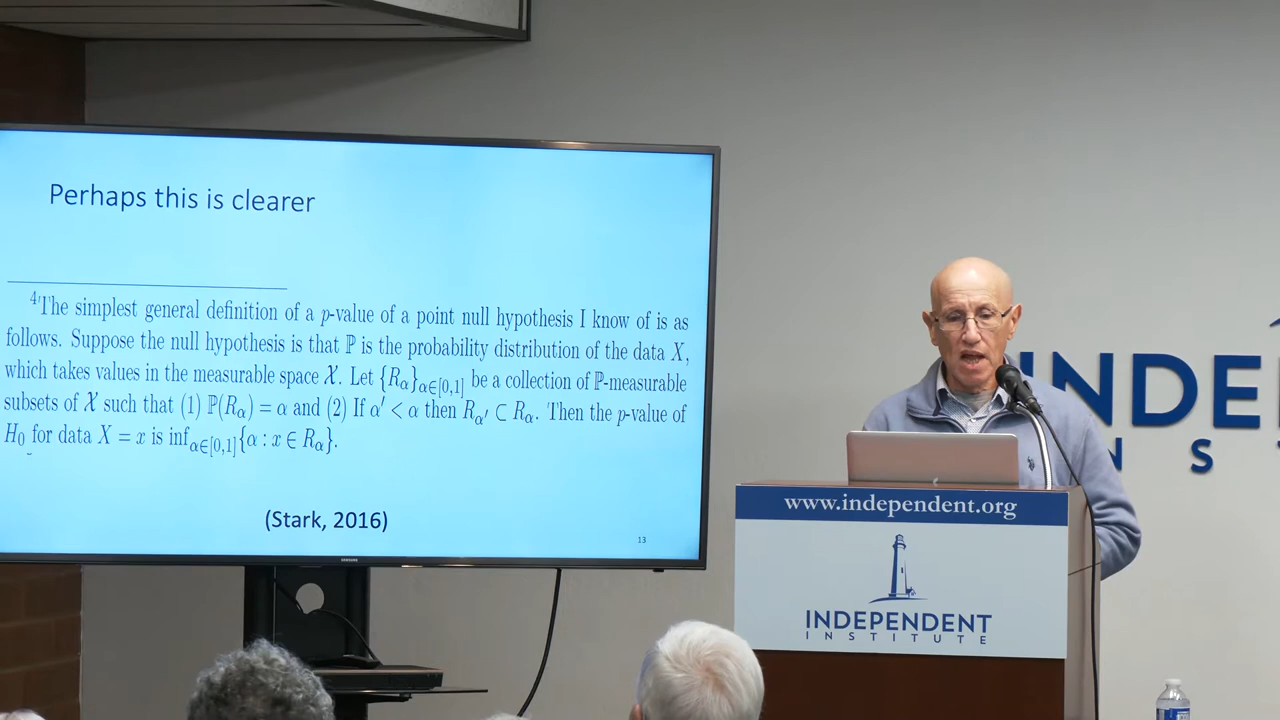 Perhaps this is clearer
⁴The simplest general definition of a p-value of a point null hypothesis I know of is as
follows. Suppose the null hypothesis is that ℙ is the probability distribution of the data X,
which takes values in the measurable space 𝒳. Let {R_α}_α∈[0,1] be a collection of ℙ-measurable
subsets of 𝒳 such that (1) ℙ(R_α) = α and (2) If α′ < α then R_α′ ⊂ R_α. Then the p-value of
H₀ for data X = x is inf_α∈[0,1]{α : x ∈ R_α}.
(Stark, 2016)
13
SAMSUNG
www.independent.org
INDEPENDENT
INSTITUTE
INDE
N S